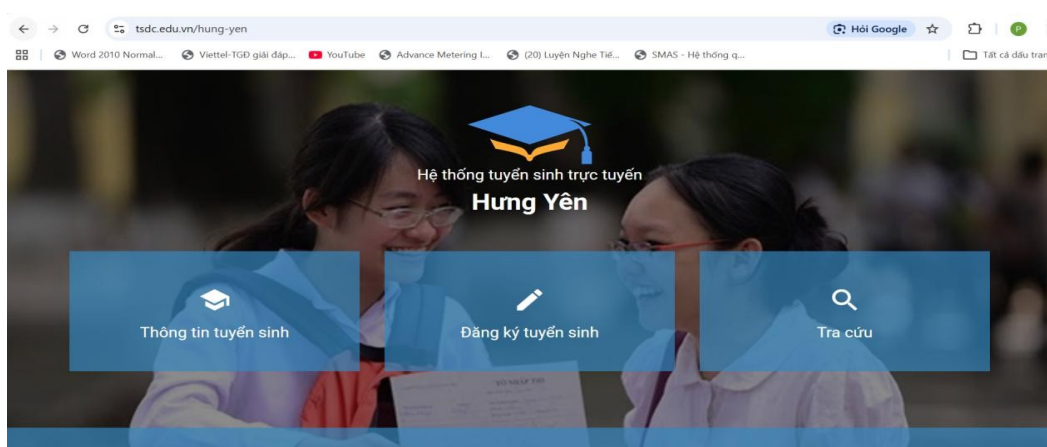 tsdc.edu.vn/hung-yen
Hỏi Google
P
Word 2010 Normal...
Viettel-TGĐ giải đáp...
YouTube
Advance Metering I...
(20) Luyện Nghe Tiế...
SMAS - Hệ thống q...
Tất cả dấu tran
Hệ thống tuyển sinh trực tuyến
Hưng Yên
Thông tin tuyển sinh
Đăng ký tuyển sinh
Tra cứu